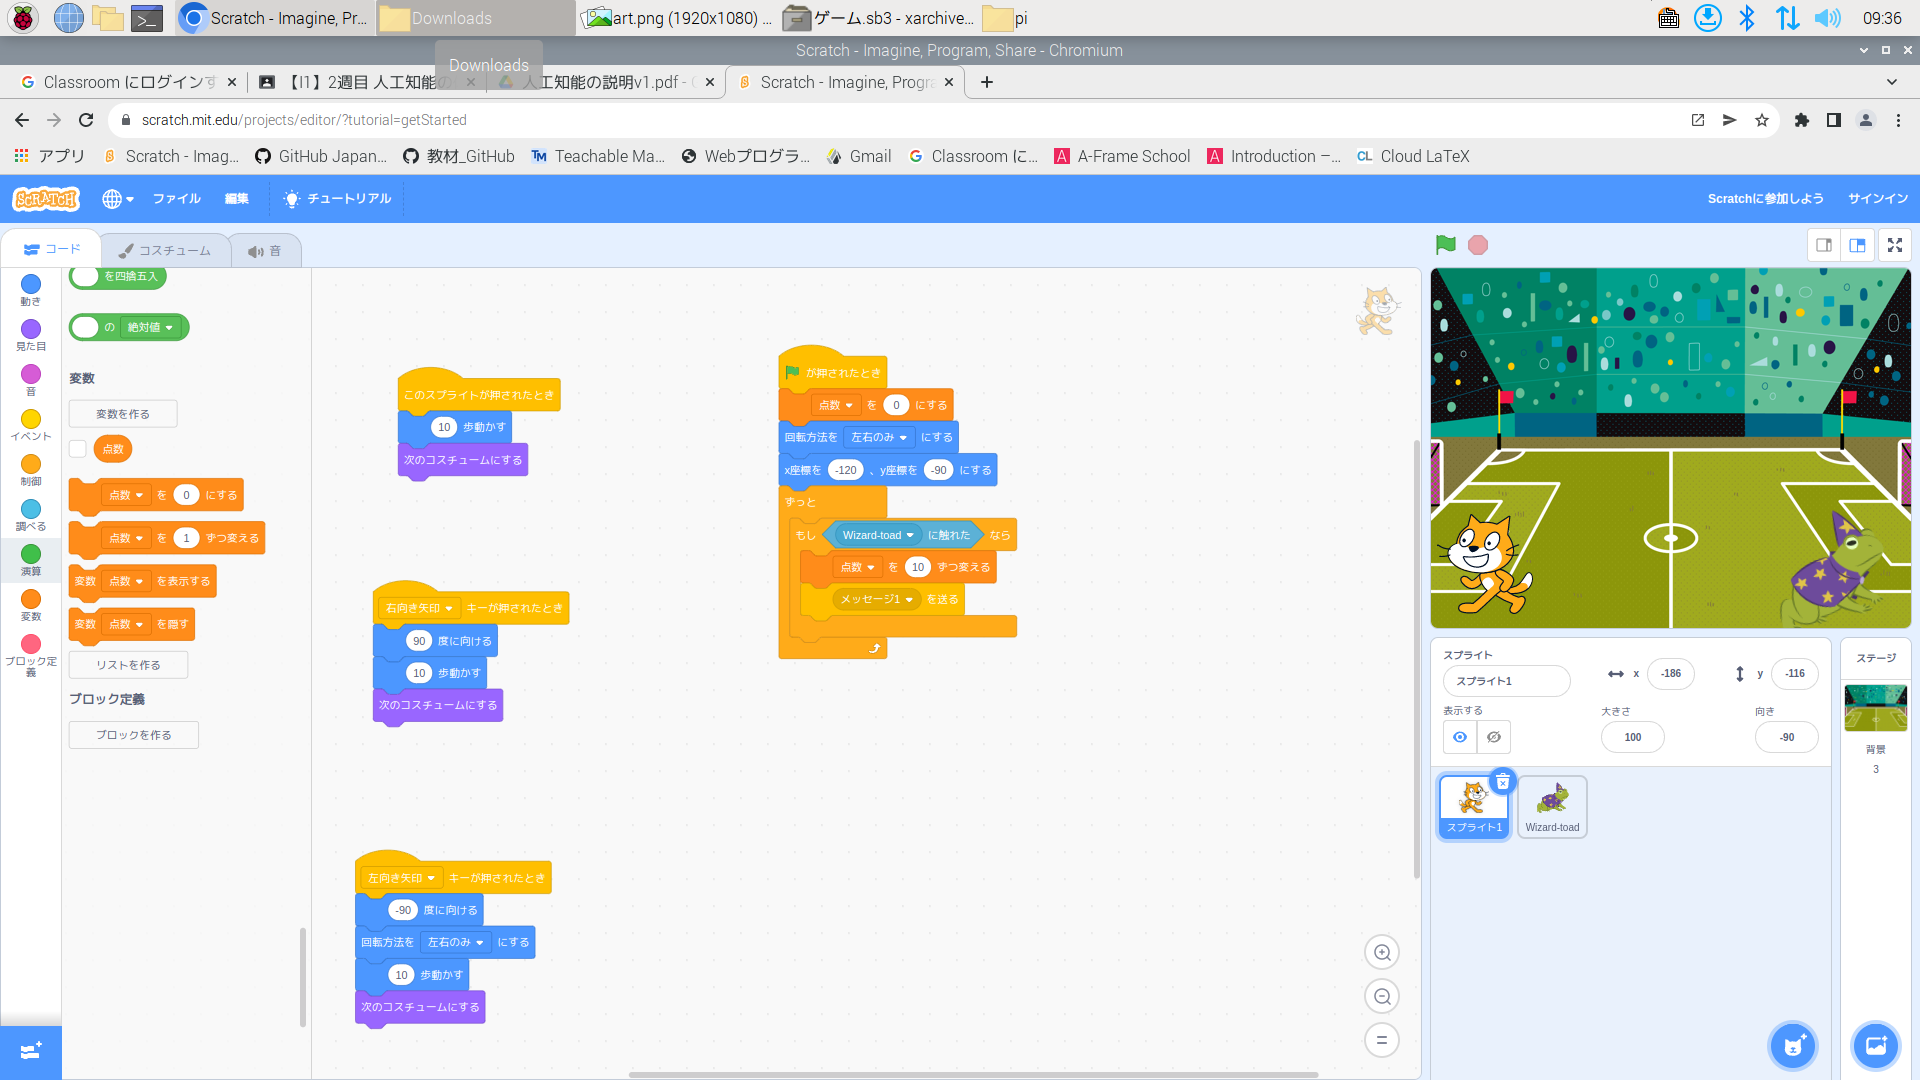 Scratch - Imagine, Pr...
Downloads
art.png (1920x1080) ...
ゲーム.sb3 - xarchive...
pi
09:36
Scratch - Imagine, Program, Share - Chromium
Downloads
Classroom にログインす
【I1】2週目 人工知能の
人工知能の説明v1.pdf - G
Scratch - Imagine, Progra
scratch.mit.edu/projects/editor/?tutorial=getStarted
アプリ
Scratch - Imag...
GitHub Japan...
教材_GitHub
Teachable Ma...
Webプログラ...
Gmail
Classroom に...
A-Frame School
Introduction –...
Cloud LaTeX
SCRATCH
ファイル
編集
チュートリアル
Scratchに参加しよう
サインイン
コード
コスチューム
音
動き
見た目
音
イベント
制御
調べる
演算
変数
ブロック定義
を四捨五入
の 絶対値
変数
変数を作る
点数
点数 を 0 にする
点数 を 1 ずつ変える
変数 点数 を表示する
変数 点数 を隠す
リストを作る
ブロック定義
ブロックを作る
このスプライトが押されたとき
10 歩動かす
次のコスチュームにする
右向き矢印 キーが押されたとき
90 度に向ける
10 歩動かす
次のコスチュームにする
左向き矢印 キーが押されたとき
-90 度に向ける
回転方法を 左右のみ にする
10 歩動かす
次のコスチュームにする
が押されたとき
点数 を 0 にする
回転方法を 左右のみ にする
x座標を -120 、y座標を -90 にする
ずっと
もし Wizard-toad に触れた なら
点数 を 10 ずつ変える
メッセージ1 を送る
スプライト
スプライト1
x -186
y -116
表示する
大きさ
100
向き
-90
スプライト1
Wizard-toad
ステージ
背景
3